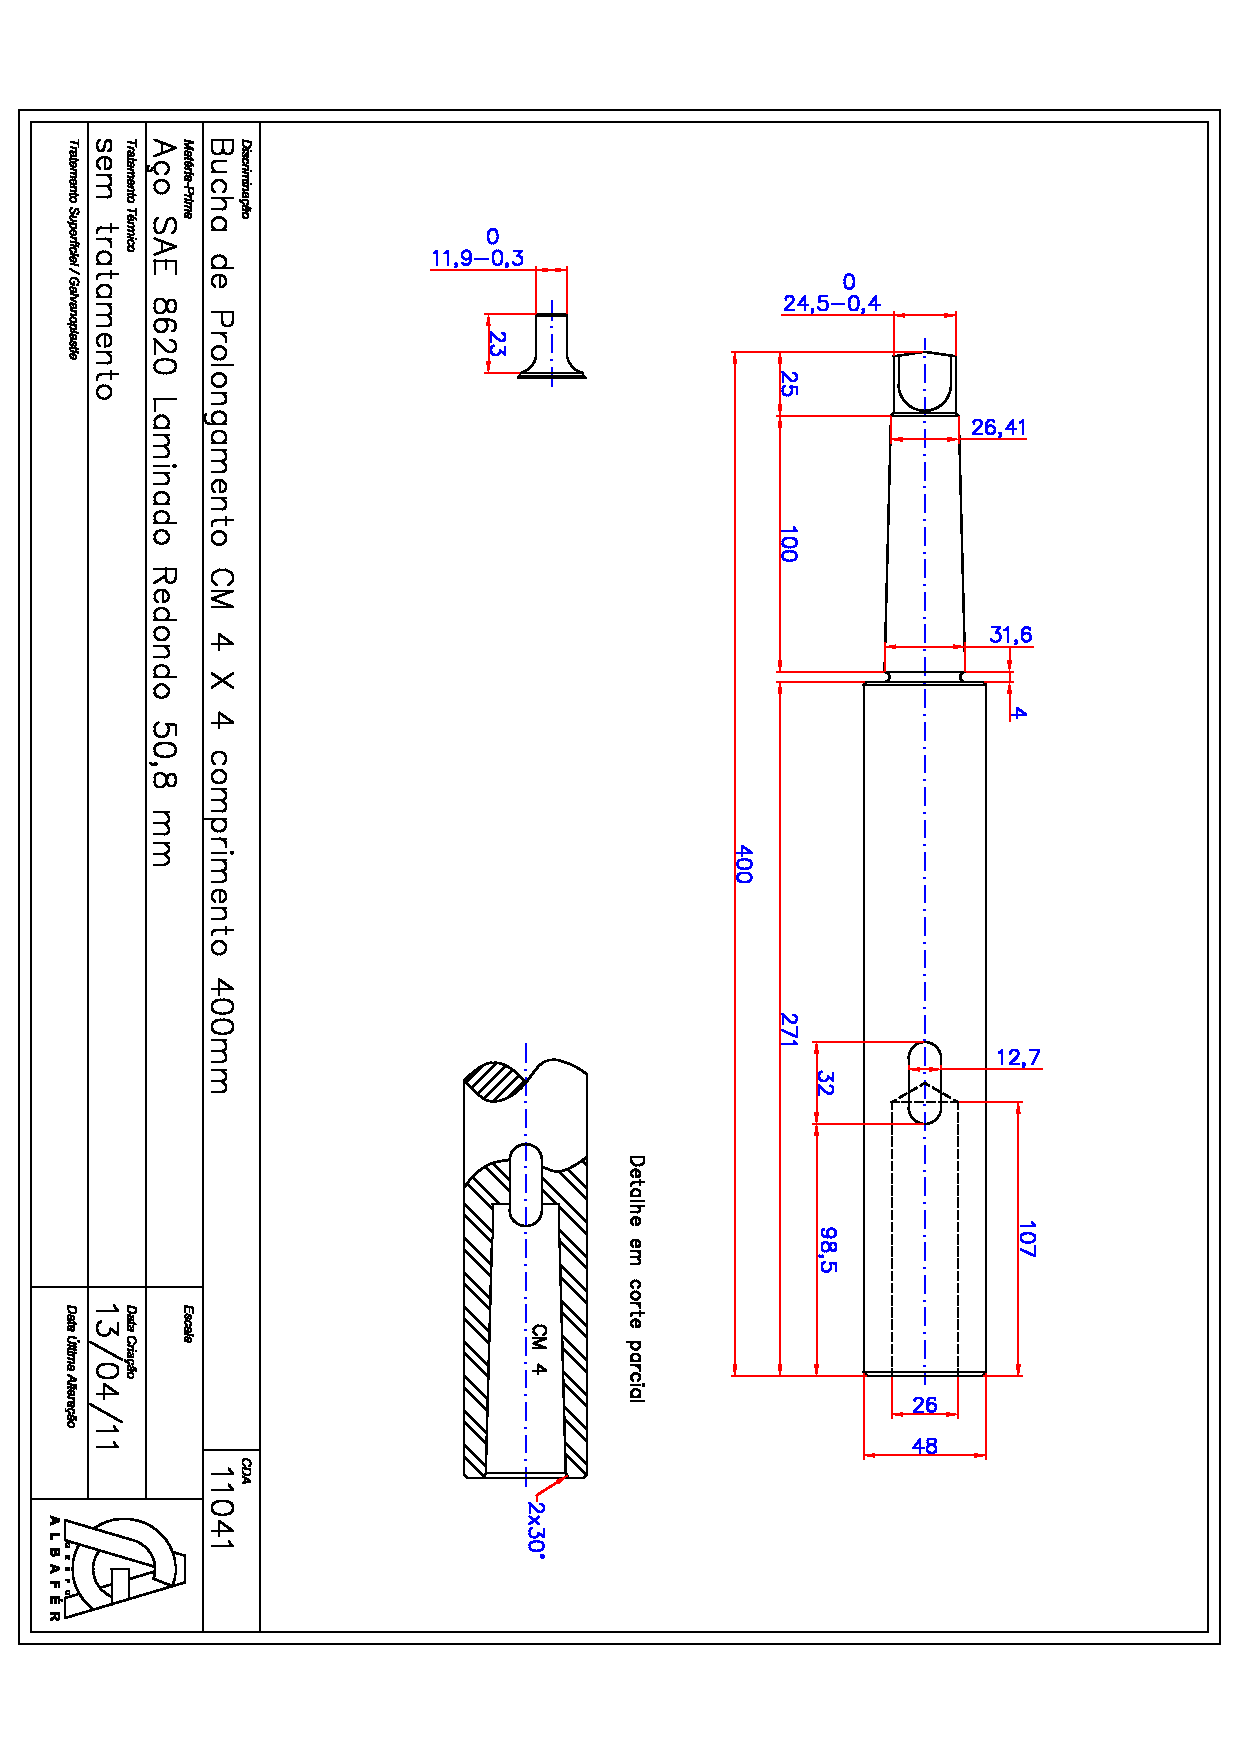 0
24,5-0,4
25
26,41
100
31,6
4
400
271
32
12,7
98,5
107
26
48
0
11,9-0,3
23
Detalhe em corte parcial
CM 4
2x30°
Discriminação
Bucha de Prolongamento CM 4 X 4 comprimento 400mm
CDA
11041
Matéria-Prima
Aço SAE 8620 Laminado Redondo 50,8 mm
Escala
Tratamento Térmico
sem tratamento
Data Criação
13/04/11
Tratamento Superficial / Galvanoplastia
Data Última Alteração
GRUPO
ALBAFÉR